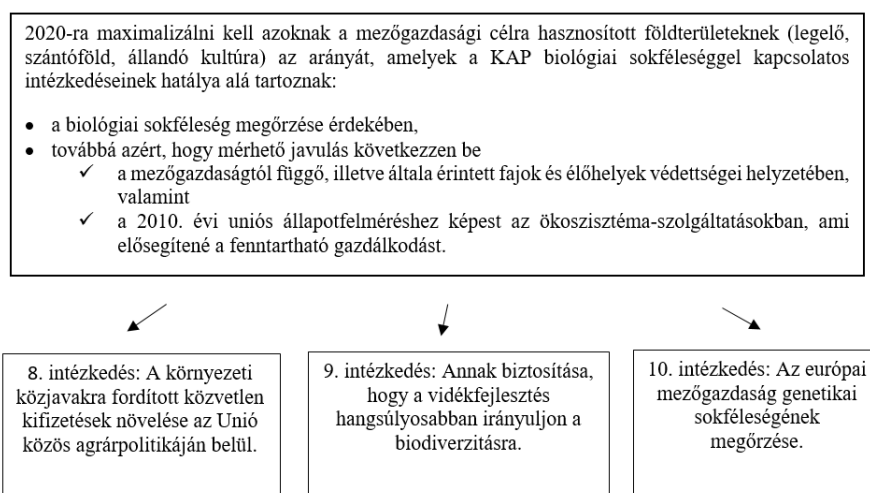 2020-ra maximalizálni kell azoknak a mezőgazdasági célra hasznosított földterületeknek (legelő,
szántóföld, állandó kultúra) az arányát, amelyek a KAP biológiai sokféleséggel kapcsolatos
intézkedéseinek hatálya alá tartoznak:
• a biológiai sokféleség megőrzése érdekében,
• továbbá azért, hogy mérhető javulás következzen be
✓ a mezőgazdaságtól függő, illetve általa érintett fajok és élőhelyek védettségei helyzetében,
valamint
✓ a 2010. évi uniós állapotfelméréshez képest az ökoszisztéma-szolgáltatásokban, ami
elősegítené a fenntartható gazdálkodást.
8. intézkedés: A környezeti
közjavakra fordított közvetlen
kifizetések növelése az Unió
közös agrárpolitikáján belül.
9. intézkedés: Annak biztosítása,
hogy a vidékfejlesztés
hangsúlyosabban irányuljon a
biodiverzitásra.
10. intézkedés: Az európai
mezőgazdaság genetikai
sokféleségének
megőrzése.